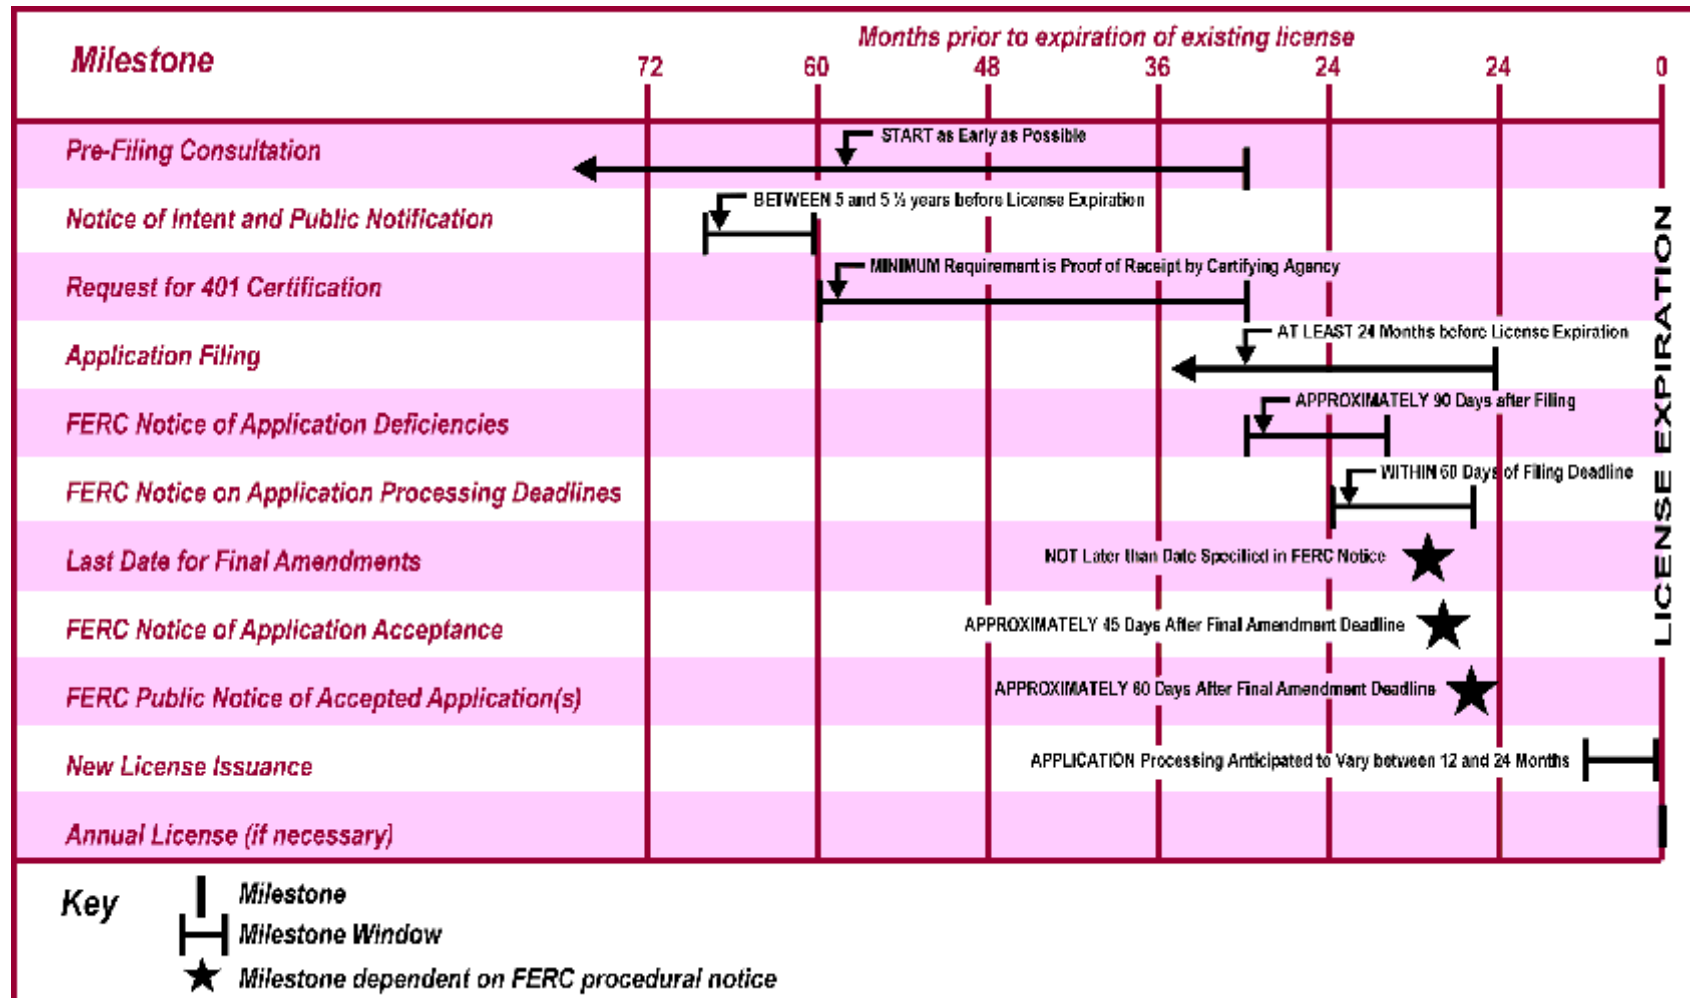 Months prior to expiration of existing license
Milestone
72 60 48 36 24 24 0
Pre-Filing Consultation
START as Early as Possible
Notice of Intent and Public Notification
BETWEEN 5 and 5 ½ years before License Expiration
Request for 401 Certification
MINIMUM Requirement is Proof of Receipt by Certifying Agency
Application Filing
AT LEAST 24 Months before License Expiration
FERC Notice of Application Deficiencies
APPROXIMATELY 90 Days after Filing
FERC Notice on Application Processing Deadlines
WITHIN 60 Days of Filing Deadline
Last Date for Final Amendments
NOT Later than Date Specified in FERC Notice
FERC Notice of Application Acceptance
APPROXIMATELY 45 Days After Final Amendment Deadline
FERC Public Notice of Accepted Application(s)
APPROXIMATELY 60 Days After Final Amendment Deadline
New License Issuance
APPLICATION Processing Anticipated to Vary between 12 and 24 Months
Annual License (if necessary)
LICENSE EXPIRATION
Key
Milestone
Milestone Window
Milestone dependent on FERC procedural notice